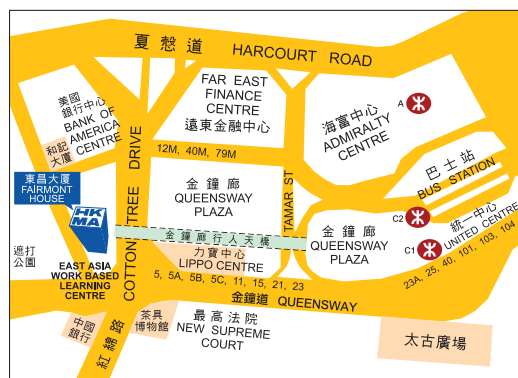 夏慤道 HARCOURT ROAD
美國
銀行中心
BANK OF
AMERICA
CENTRE
和記
大廈
FAR EAST
FINANCE
CENTRE
遠東金融中心
A
海富中心
ADMIRALTY
CENTRE
12M, 40M, 79M
巴士站
BUS STATION
東昌大廈
FAIRMONT
HOUSE
HK
MA
COTTON TREE DRIVE
紅綿路
金鐘廊
QUEENSWAY
PLAZA
TAMAR ST
金鐘廊
QUEENSWAY
PLAZA
C2
C1
統一中心
UNITED CENTRE
23A, 25, 40, 101, 103, 104
金鐘廊行人天橋
遮打
公園
力寶中心
LIPPO CENTRE
EAST ASIA
WORK BASED
LEARNING
CENTRE
5, 5A, 5B, 5C, 11, 15, 21, 23
金鐘道 QUEENSWAY
中國
銀行
茶具
博物館
最高法院
NEW SUPREME
COURT
太古廣場